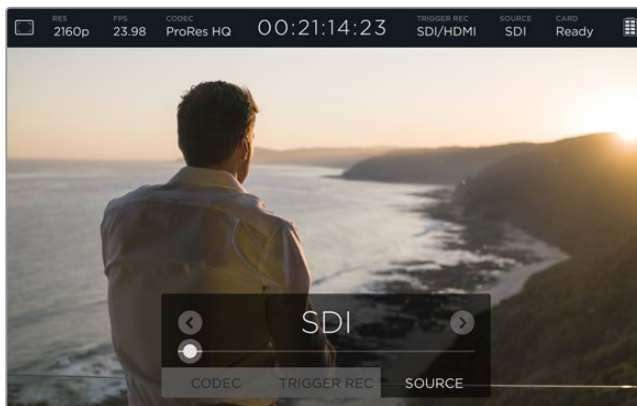 RES FPS CODEC TRIGGER REC SOURCE CARD
2160p 23.98 ProRes HQ 00:21:14:23 SDI/HDMI SDI Ready
SDI
CODEC TRIGGER REC SOURCE